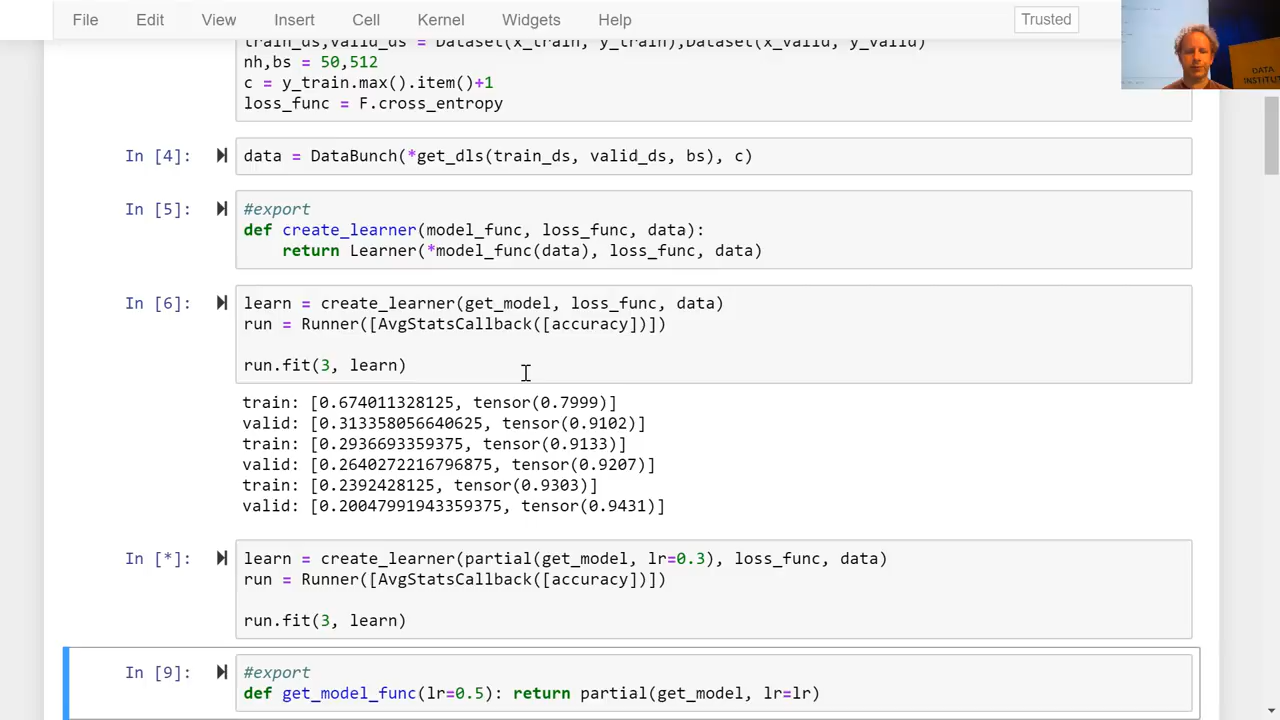 File Edit View Insert Cell Kernel Widgets Help Trusted
train_ds,valid_ds = Dataset(x_train, y_train),Dataset(x_valid, y_valid)
nh,bs = 50,512
c = y_train.max().item()+1
loss_func = F.cross_entropy
In [4]: data = DataBunch(*get_dls(train_ds, valid_ds, bs), c)
In [5]: #export
def create_learner(model_func, loss_func, data):
    return Learner(*model_func(data), loss_func, data)
In [6]: learn = create_learner(get_model, loss_func, data)
run = Runner([AvgStatsCallback([accuracy])])
run.fit(3, learn)
train: [0.674011328125, tensor(0.7999)]
valid: [0.313358056640625, tensor(0.9102)]
train: [0.2936693359375, tensor(0.9133)]
valid: [0.2640272216796875, tensor(0.9207)]
train: [0.2392428125, tensor(0.9303)]
valid: [0.20047991943359375, tensor(0.9431)]
In [*]: learn = create_learner(partial(get_model, lr=0.3), loss_func, data)
run = Runner([AvgStatsCallback([accuracy])])
run.fit(3, learn)
In [9]: #export
def get_model_func(lr=0.5): return partial(get_model, lr=lr)
DATA